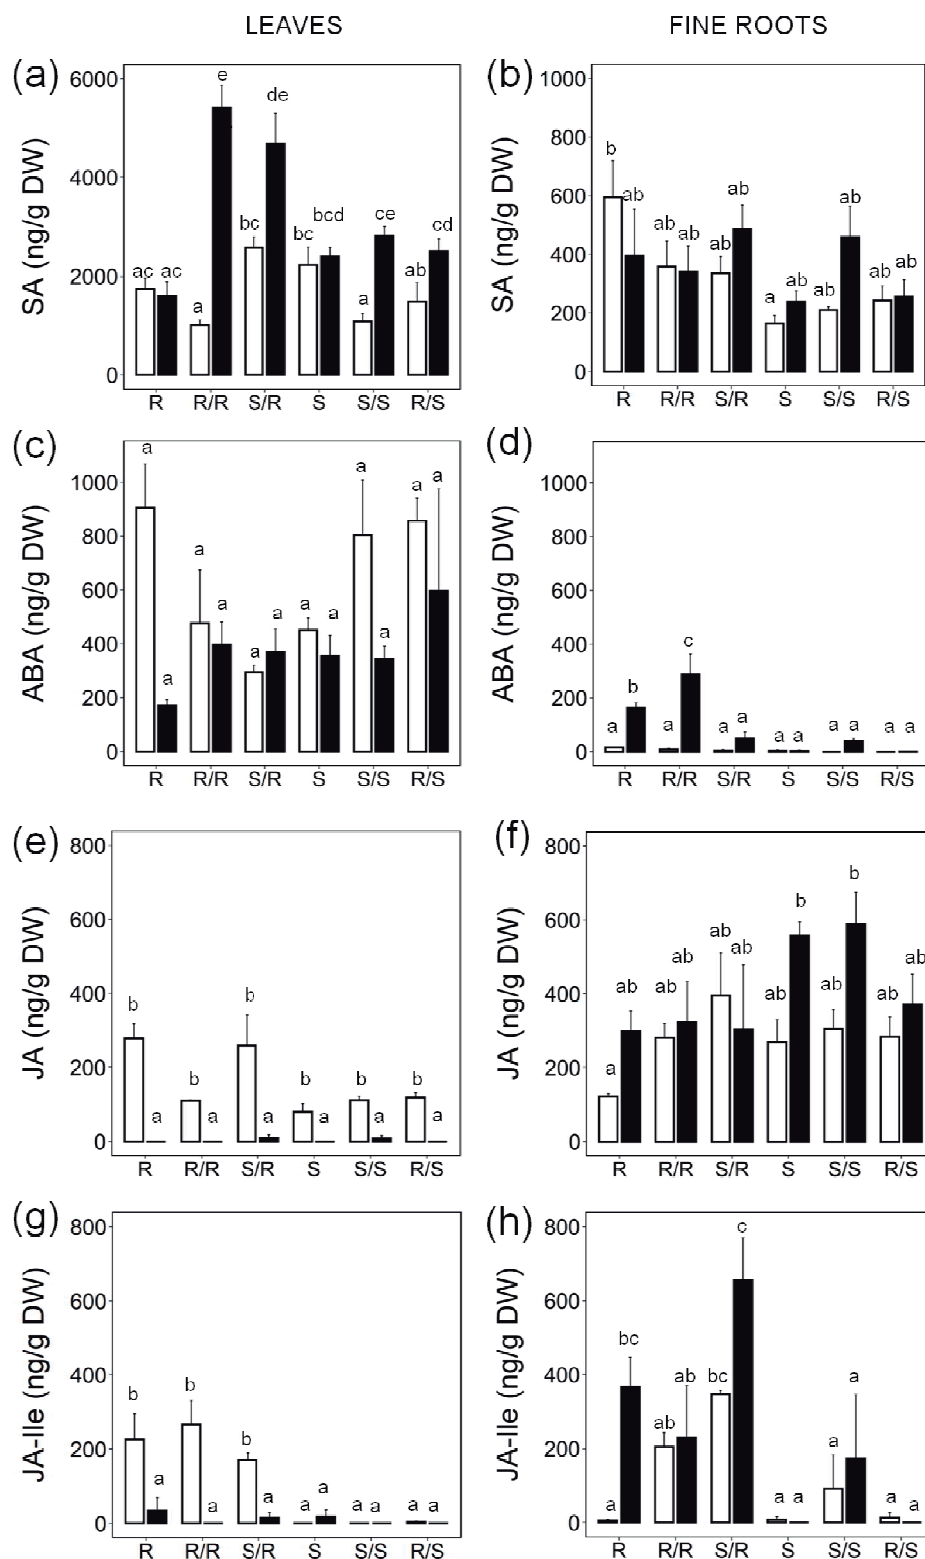 LEAVES FINE ROOTS
(a) (b)
SA (ng/g DW)
6000
4000
2000
0
ac ac a e bc de bc bcd a ce ab cd
R R/R S/R S S/S R/S
SA (ng/g DW)
1000
800
600
400
200
0
b ab ab ab ab ab a ab ab ab ab ab
R R/R S/R S S/S R/S
(c) (d)
ABA (ng/g DW)
1000
800
600
400
200
0
a a a a a a a a a a a a
R R/R S/R S S/S R/S
ABA (ng/g DW)
1000
800
600
400
200
0
a b a c a a a a a a a a
R R/R S/R S S/S R/S
(e) (f)
JA (ng/g DW)
800
600
400
200
0
b a b a b a b a b a b a
R R/R S/R S S/S R/S
JA (ng/g DW)
800
600
400
200
0
a ab ab ab ab ab ab b ab b ab ab
R R/R S/R S S/S R/S
(g) (h)
JA-Ile (ng/g DW)
800
600
400
200
0
b a b a b a a a a a a a
R R/R S/R S S/S R/S
JA-Ile (ng/g DW)
800
600
400
200
0
a bc ab ab bc c a a a a a a
R R/R S/R S S/S R/S